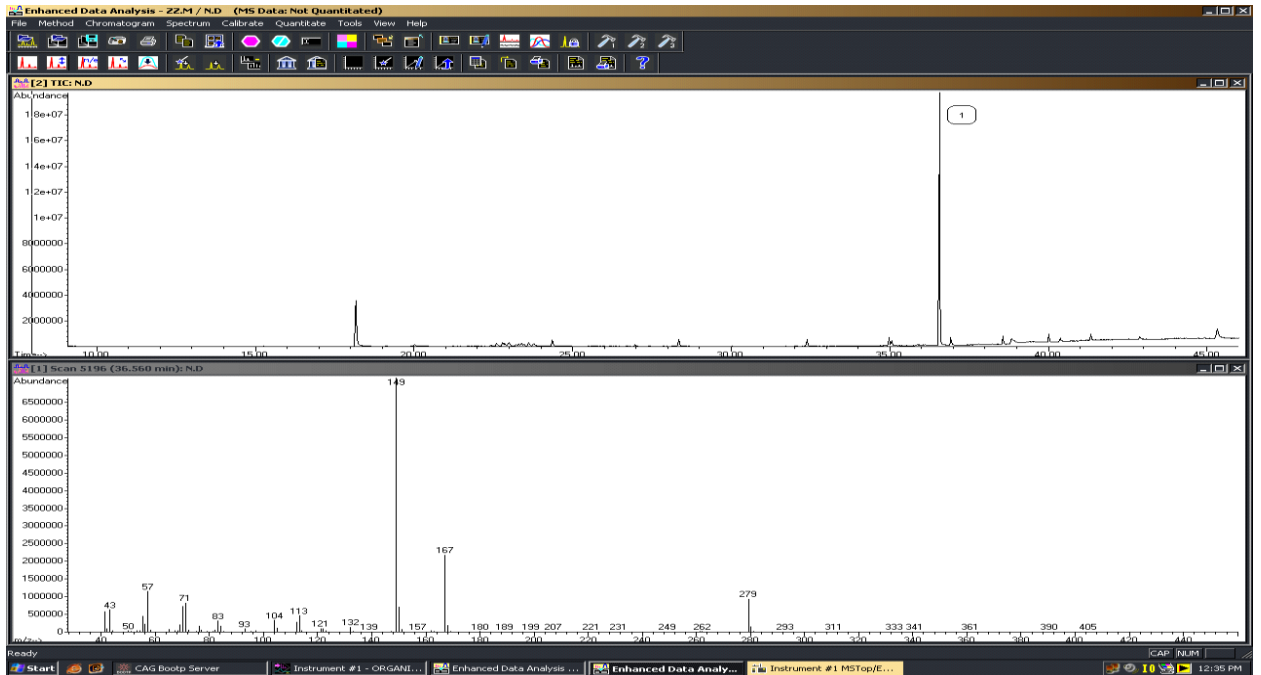 Enhanced Data Analysis - ZZ.M / N.D (MS Data: Not Quantitated)
File Method Chromatogram Spectrum Calibrate Quantitate Tools View Help
[2] TIC: N.D
Abundance
1.8e+07
1
1.6e+07
1.4e+07
1.2e+07
1e+07
8000000
6000000
4000000
2000000
Time--> 10.00 15.00 20.00 25.00 30.00 35.00 40.00 45.00
[1] Scan 5196 (36.560 min): N.D
Abundance
149
6500000
6000000
5500000
5000000
4500000
4000000
3500000
3000000
2500000
2000000 167
1500000
1000000 57 71 279
500000 43 50 83 93 104 113 121 132 139 157 180 189 199 207 221 231 249 262 293 311 333 341 361 390 405
0
m/z--> 40 60 80 100 120 140 160 180 200 220 240 260 280 300 320 340 360 380 400 420 440
Ready
CAP NUM
Start CAG Bootp Server Instrument #1 - ORGANI... Enhanced Data Analysis ... Enhanced Data Analy... Instrument #1 MSTop/E... 12:35 PM